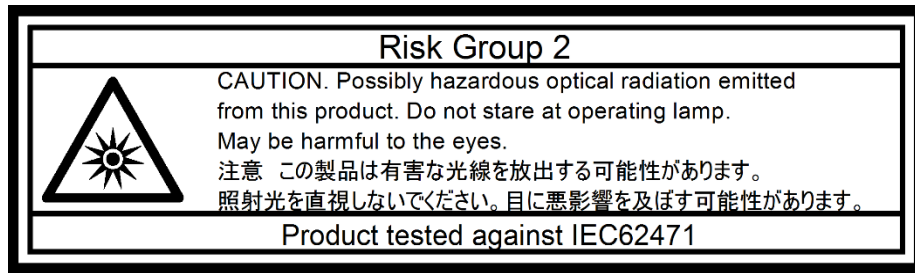 Risk Group 2
CAUTION. Possibly hazardous optical radiation emitted
from this product. Do not stare at operating lamp.
May be harmful to the eyes.
注意　この製品は有害な光線を放出する可能性があります。
照射光を直視しないでください。目に悪影響を及ぼす可能性があります。
Product tested against IEC62471